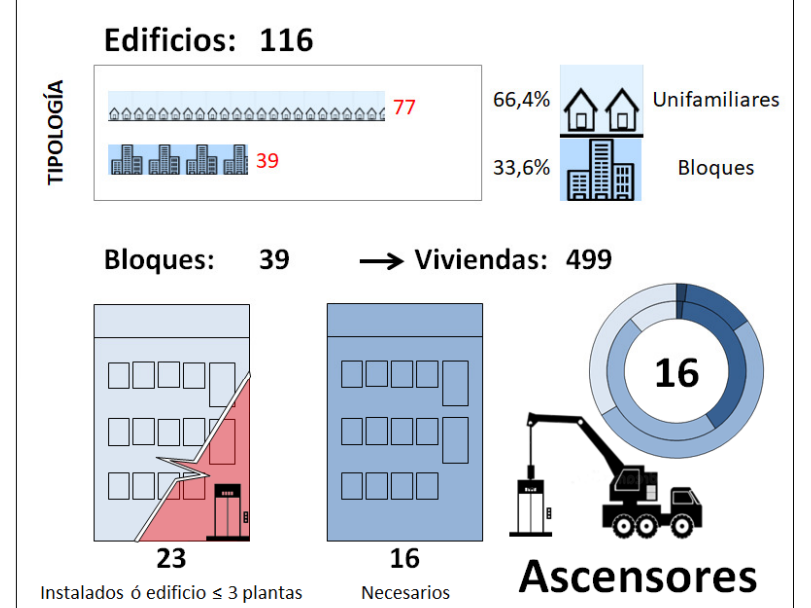 Edificios: 116
TIPOLOGÍA
77
66,4%
Unifamiliares
39
33,6%
Bloques
Bloques: 39 → Viviendas: 499
16
23
16
Instalados ó edificio ≤ 3 plantas
Necesarios
Ascensores